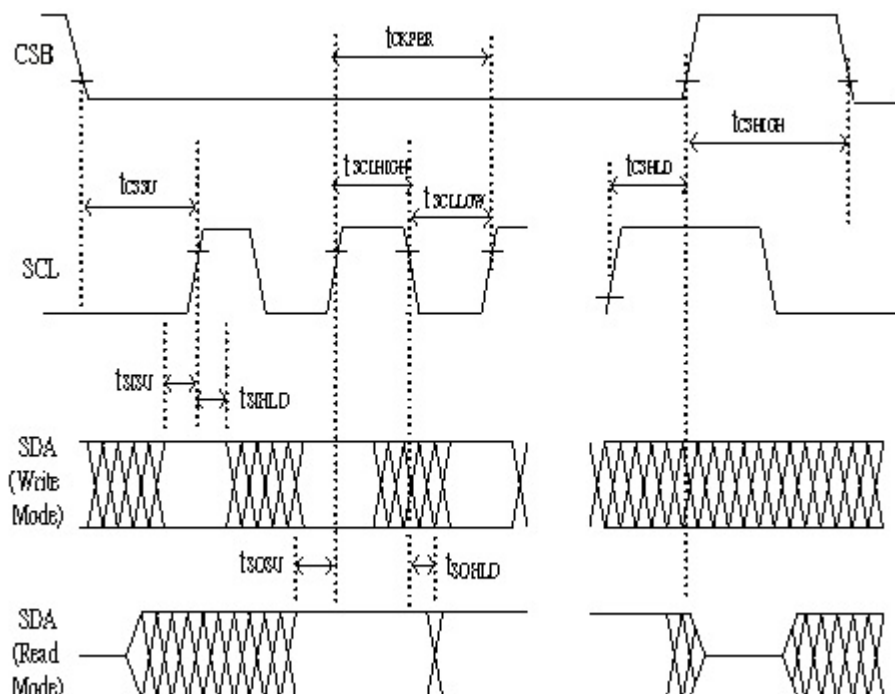 CSB
tCKPER
tCSHIGH
tCSSU
tSCLHIGH
tSCLLOW
tCSHLD
SCL
tSISU
tSIHLD
SDA
(Write
Mode)
tSOSU
tSOHLD
SDA
(Read
Mode)